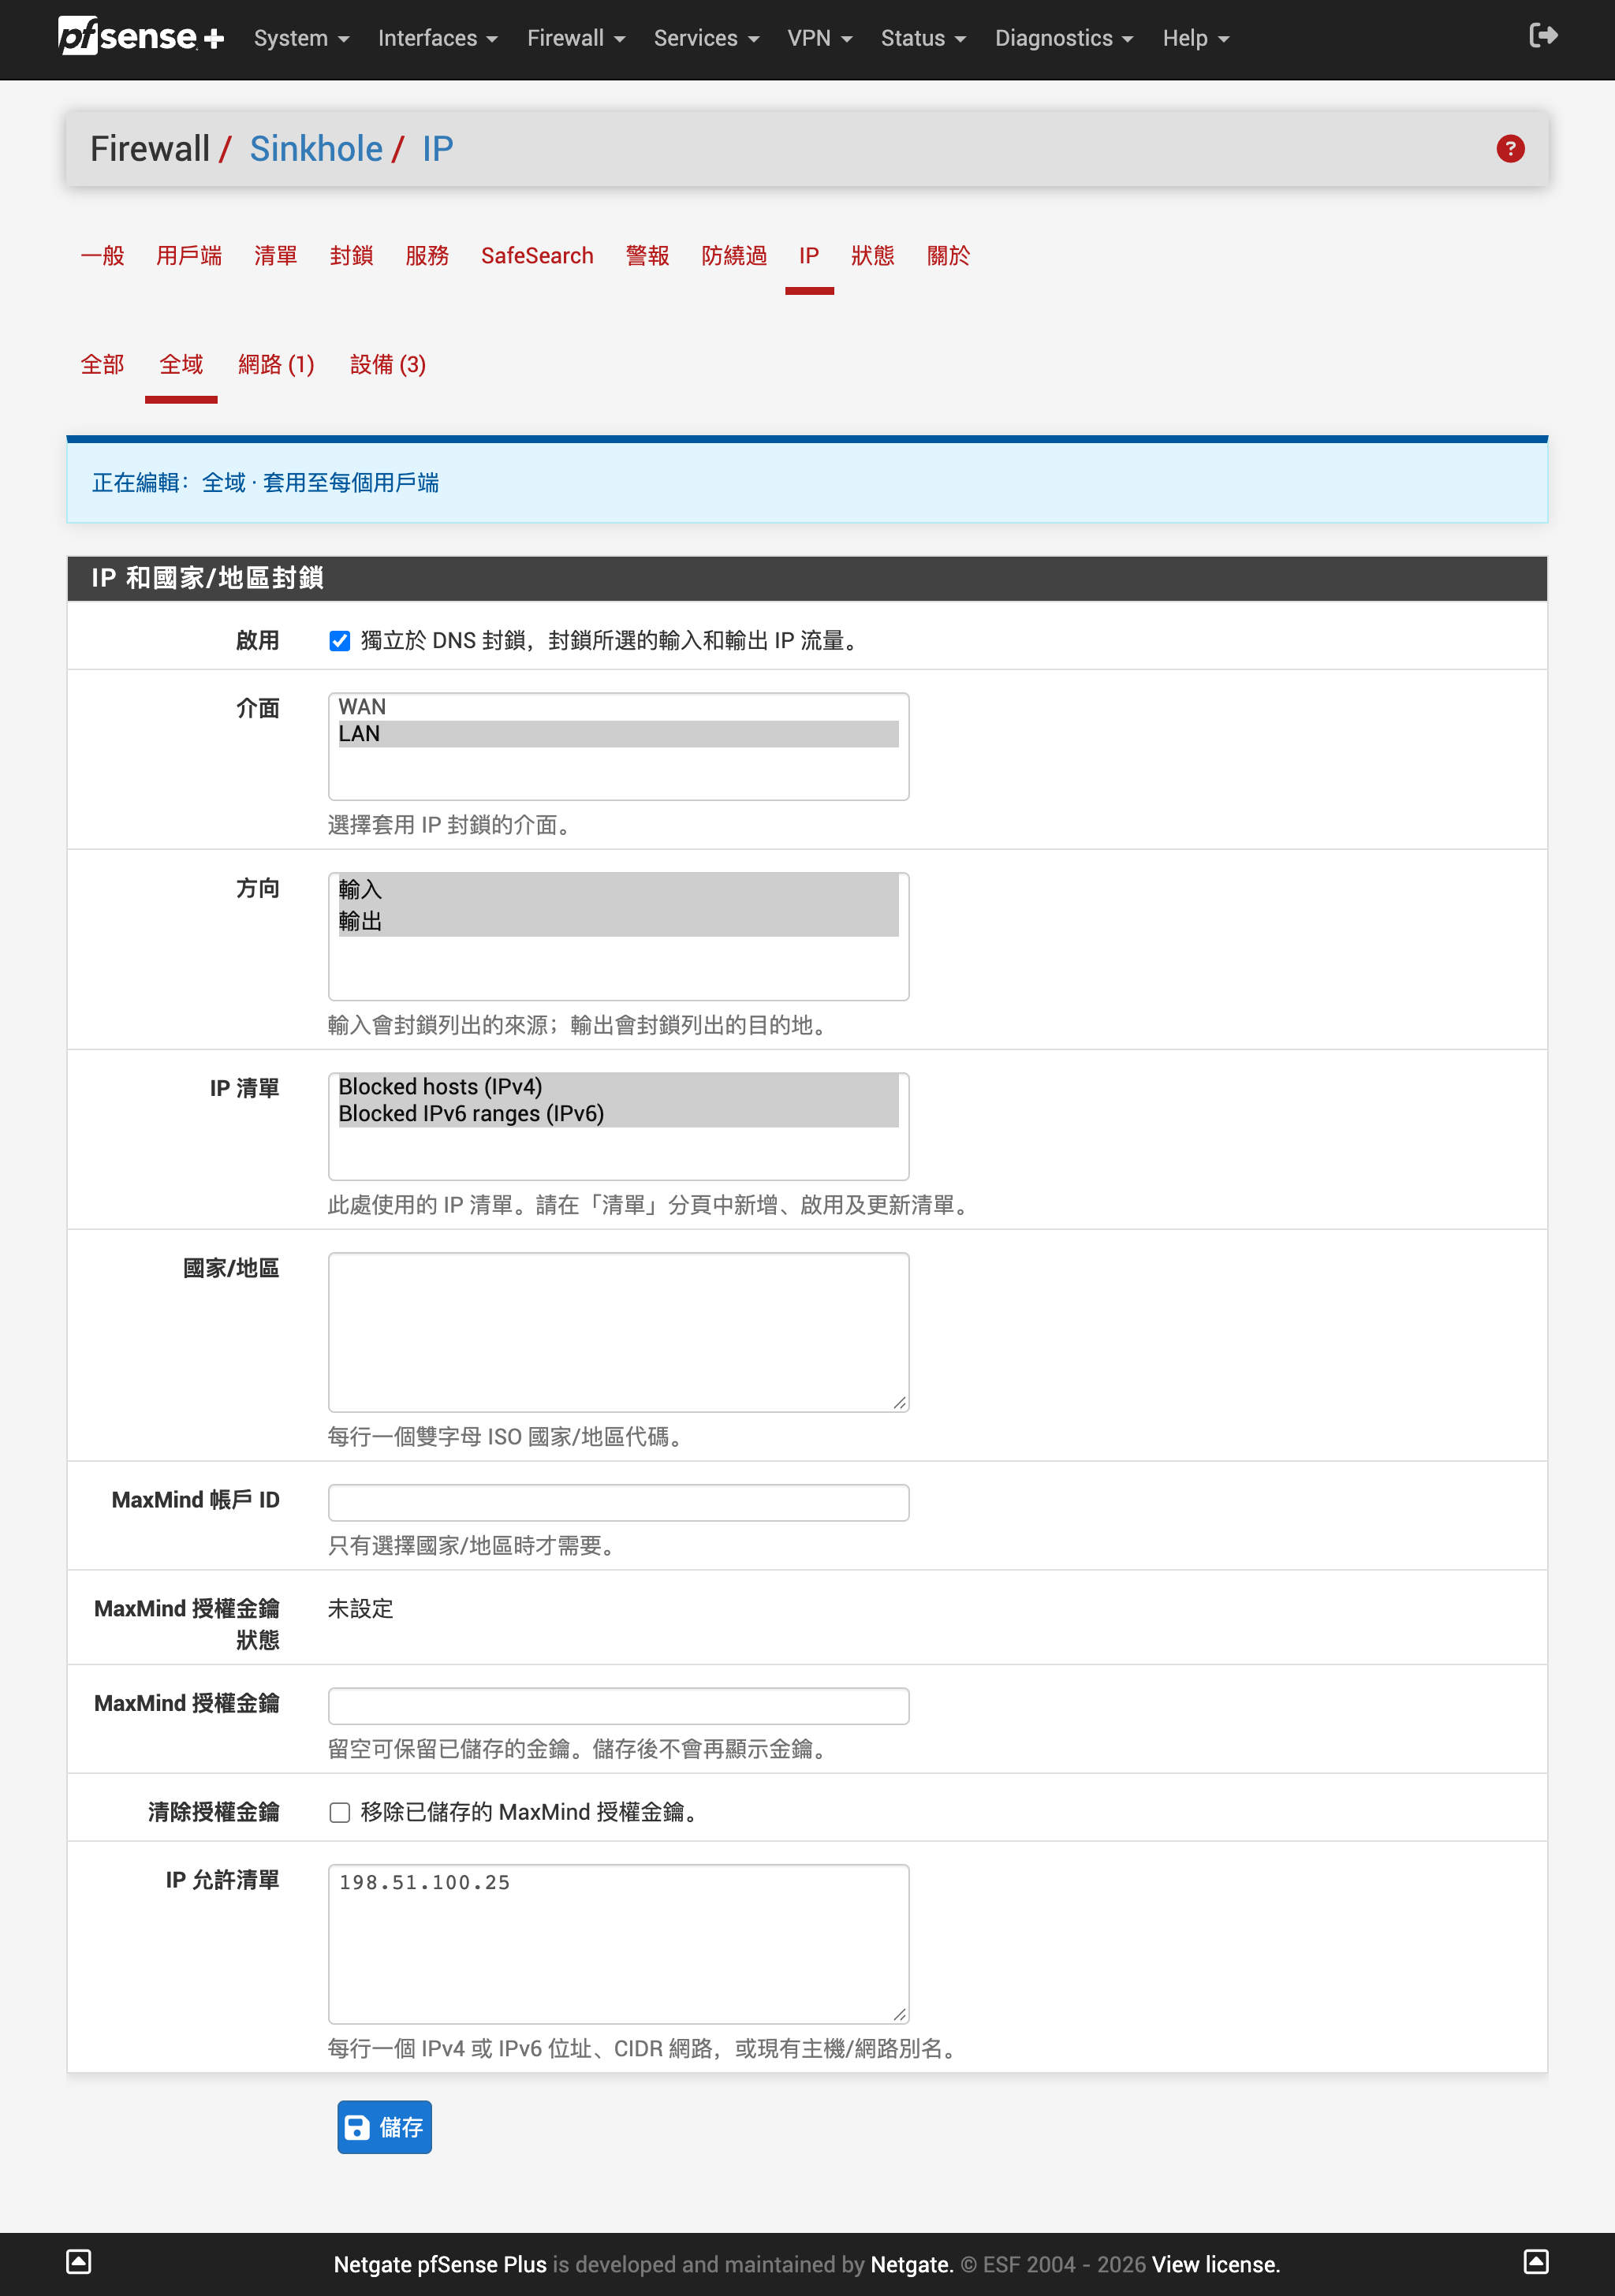 pfsense+ System Interfaces Firewall Services VPN Status Diagnostics Help
Firewall / Sinkhole / IP
一般 用戶端 清單 封鎖 服務 SafeSearch 警報 防繞過 IP 狀態 關於
全部 全域 網路 (1) 設備 (3)
正在編輯：全域 · 套用至每個用戶端
IP 和國家/地區封鎖
啟用 獨立於 DNS 封鎖，封鎖所選的輸入和輸出 IP 流量。
介面 WAN
LAN
選擇套用 IP 封鎖的介面。
方向 輸入
輸出
輸入會封鎖列出的來源；輸出會封鎖列出的目的地。
IP 清單 Blocked hosts (IPv4)
Blocked IPv6 ranges (IPv6)
此處使用的 IP 清單。請在「清單」分頁中新增、啟用及更新清單。
國家/地區
每行一個雙字母 ISO 國家/地區代碼。
MaxMind 帳戶 ID
只有選擇國家/地區時才需要。
MaxMind 授權金鑰 未設定
狀態
MaxMind 授權金鑰
留空可保留已儲存的金鑰。儲存後不會再顯示金鑰。
清除授權金鑰 移除已儲存的 MaxMind 授權金鑰。
IP 允許清單 198.51.100.25
每行一個 IPv4 或 IPv6 位址、CIDR 網路，或現有主機/網路別名。
儲存
Netgate pfSense Plus is developed and maintained by Netgate. © ESF 2004 - 2026 View license.